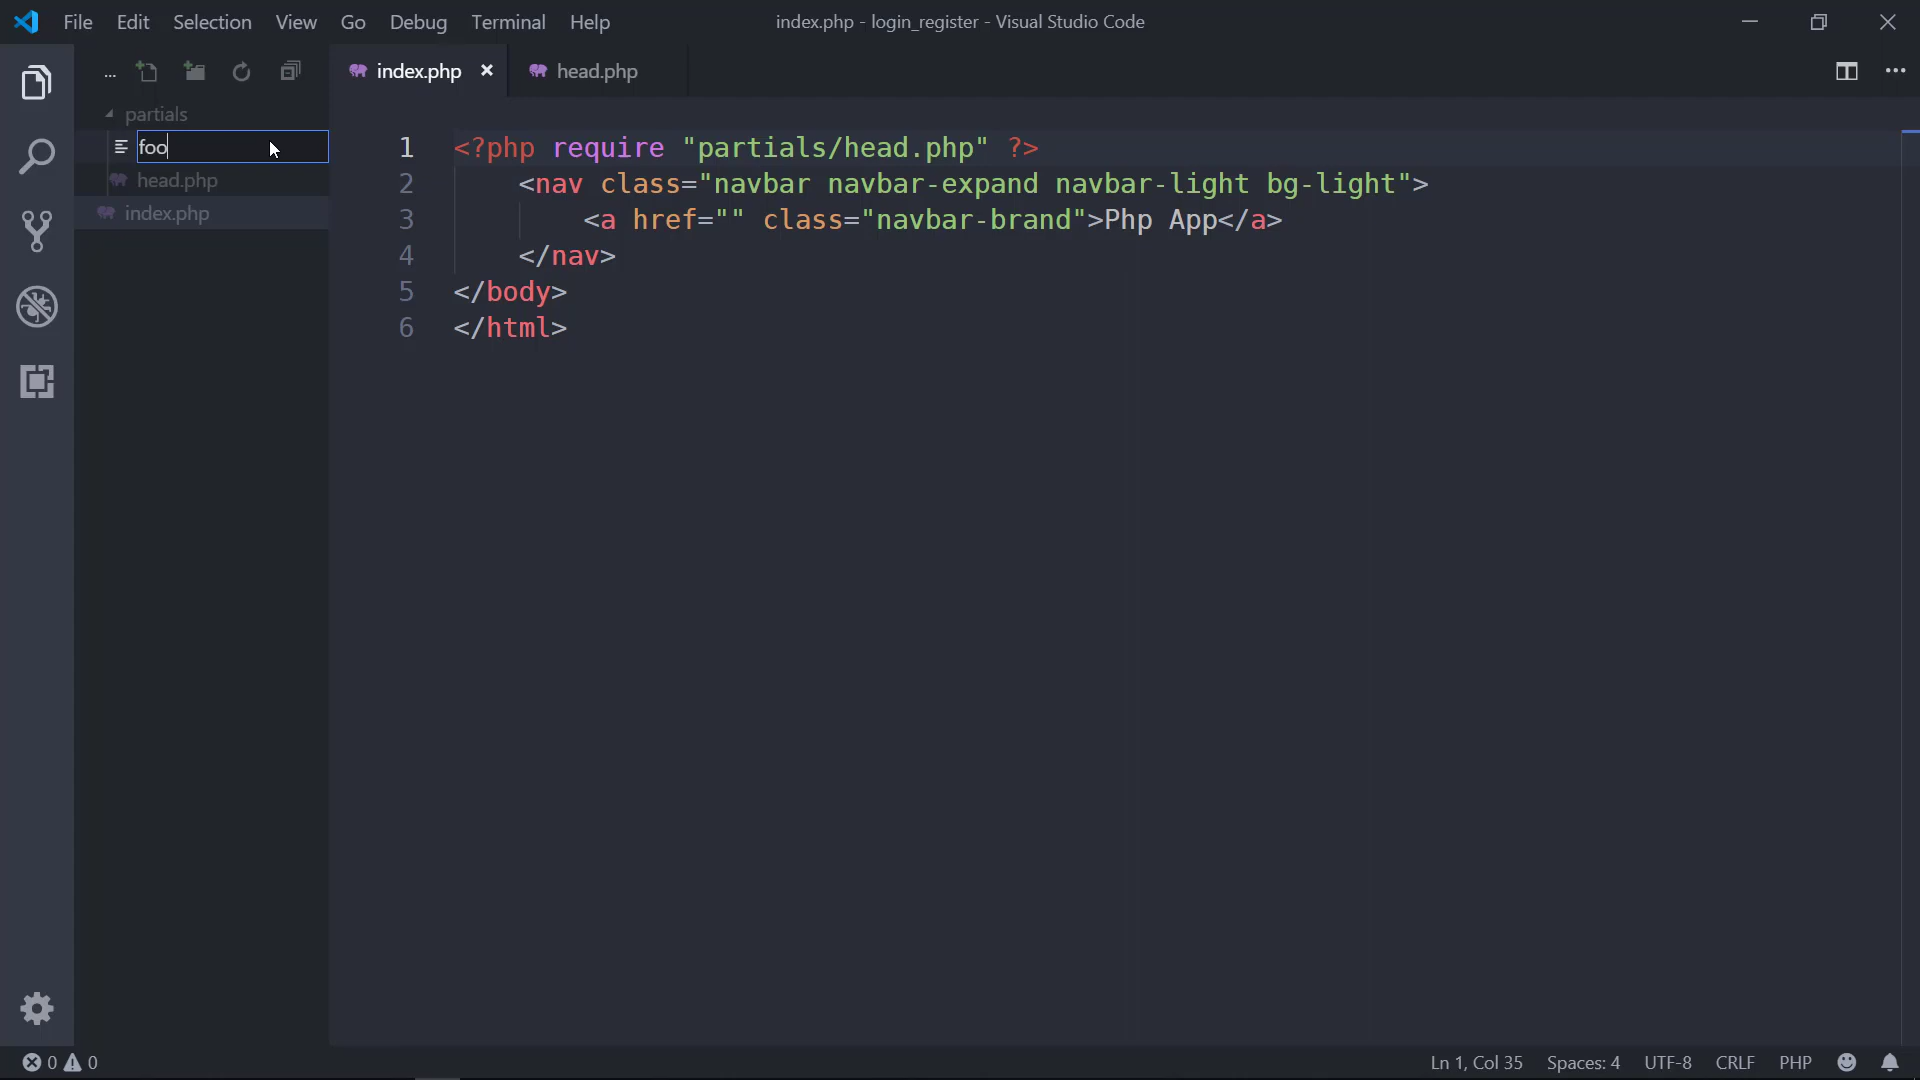 File Edit Selection View Go Debug Terminal Help index.php - login_register - Visual Studio Code
... index.php head.php
partials
foo
head.php
index.php
1 <?php require "partials/head.php" ?>
2 <nav class="navbar navbar-expand navbar-light bg-light">
3 <a href="" class="navbar-brand">Php App</a>
4 </nav>
5 </body>
6 </html>
0 0 Ln 1, Col 35 Spaces: 4 UTF-8 CRLF PHP